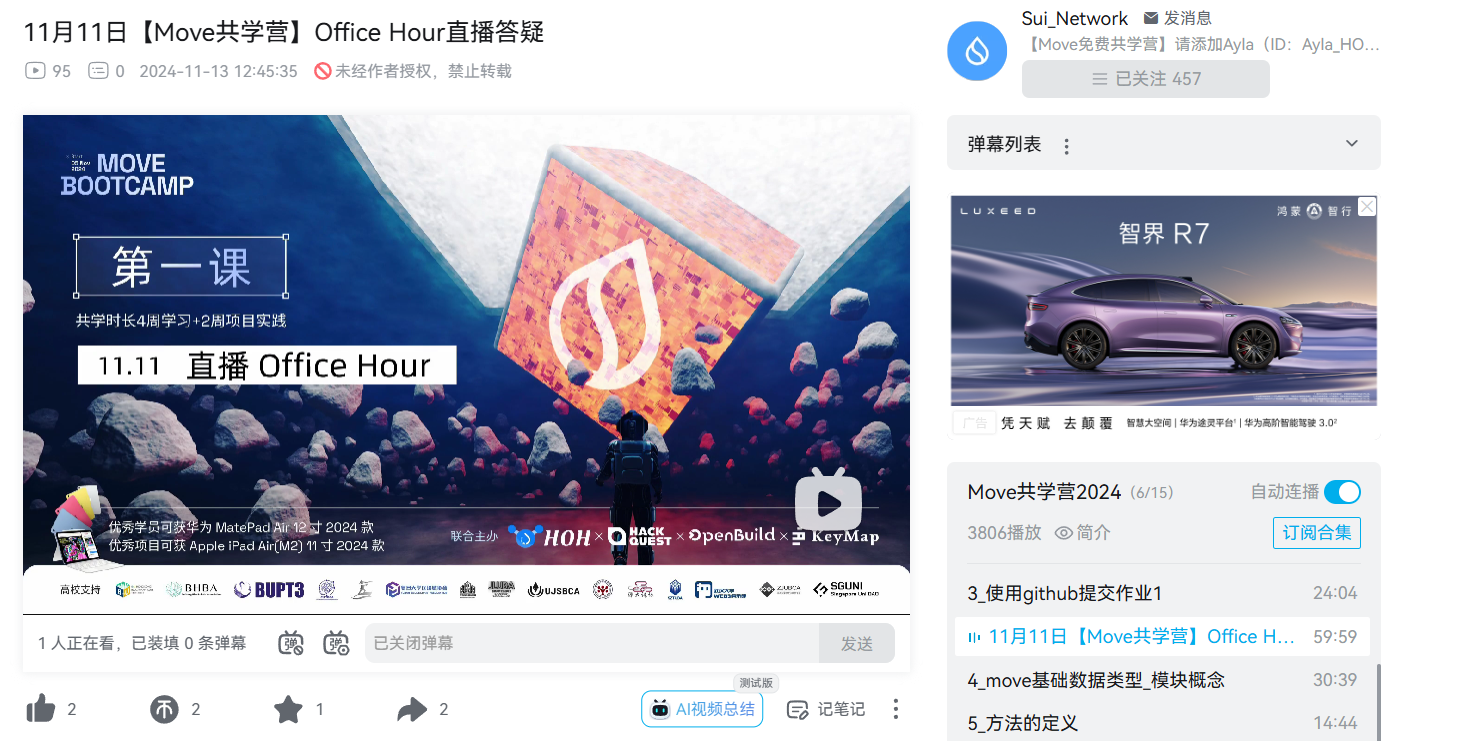 11月11日【Move共学营】Office Hour直播答疑
95 0 2024-11-13 12:45:35 未经作者授权，禁止转载
MOVE
BOOTCAMP
第一课
共学时长4周学习+2周项目实践
11.11 直播 Office Hour
优秀学员可获华为 MatePad Air 12 寸 2024 款
优秀项目可获 Apple iPad Air(M2) 11 寸 2024 款
联合主办 HOH × HACK QUEST × OpenBuild × KeyMap
高校支持 BHBA BUPT3 UJSBCA SGUNI
1 人正在看，已装填 0 条弹幕 已关闭弹幕 发送
测试版
2 2 1 2 AI视频总结 记笔记
Sui_Network 发消息
【Move免费共学营】请添加Ayla（ID：Ayla_HO...
已关注 457
弹幕列表
LUXEED 鸿蒙智行
智界 R7
广告 凭天赋 去颠覆 智慧大空间 | 华为途灵平台¹ | 华为高阶智能驾驶 3.0²
Move共学营2024（6/15） 自动连播
3806播放 简介 订阅合集
3_使用github提交作业1 24:04
11月11日【Move共学营】Office H... 59:59
4_move基础数据类型_模块概念 30:39
5_方法的定义 14:44